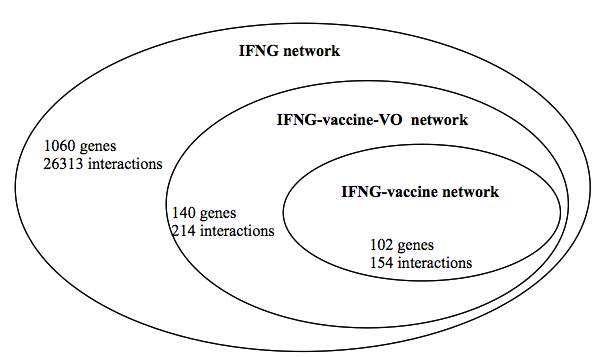 IFNG network
1060 genes
26313 interactions
IFNG-vaccine-VO network
140 genes
214 interactions
IFNG-vaccine network
102 genes
154 interactions